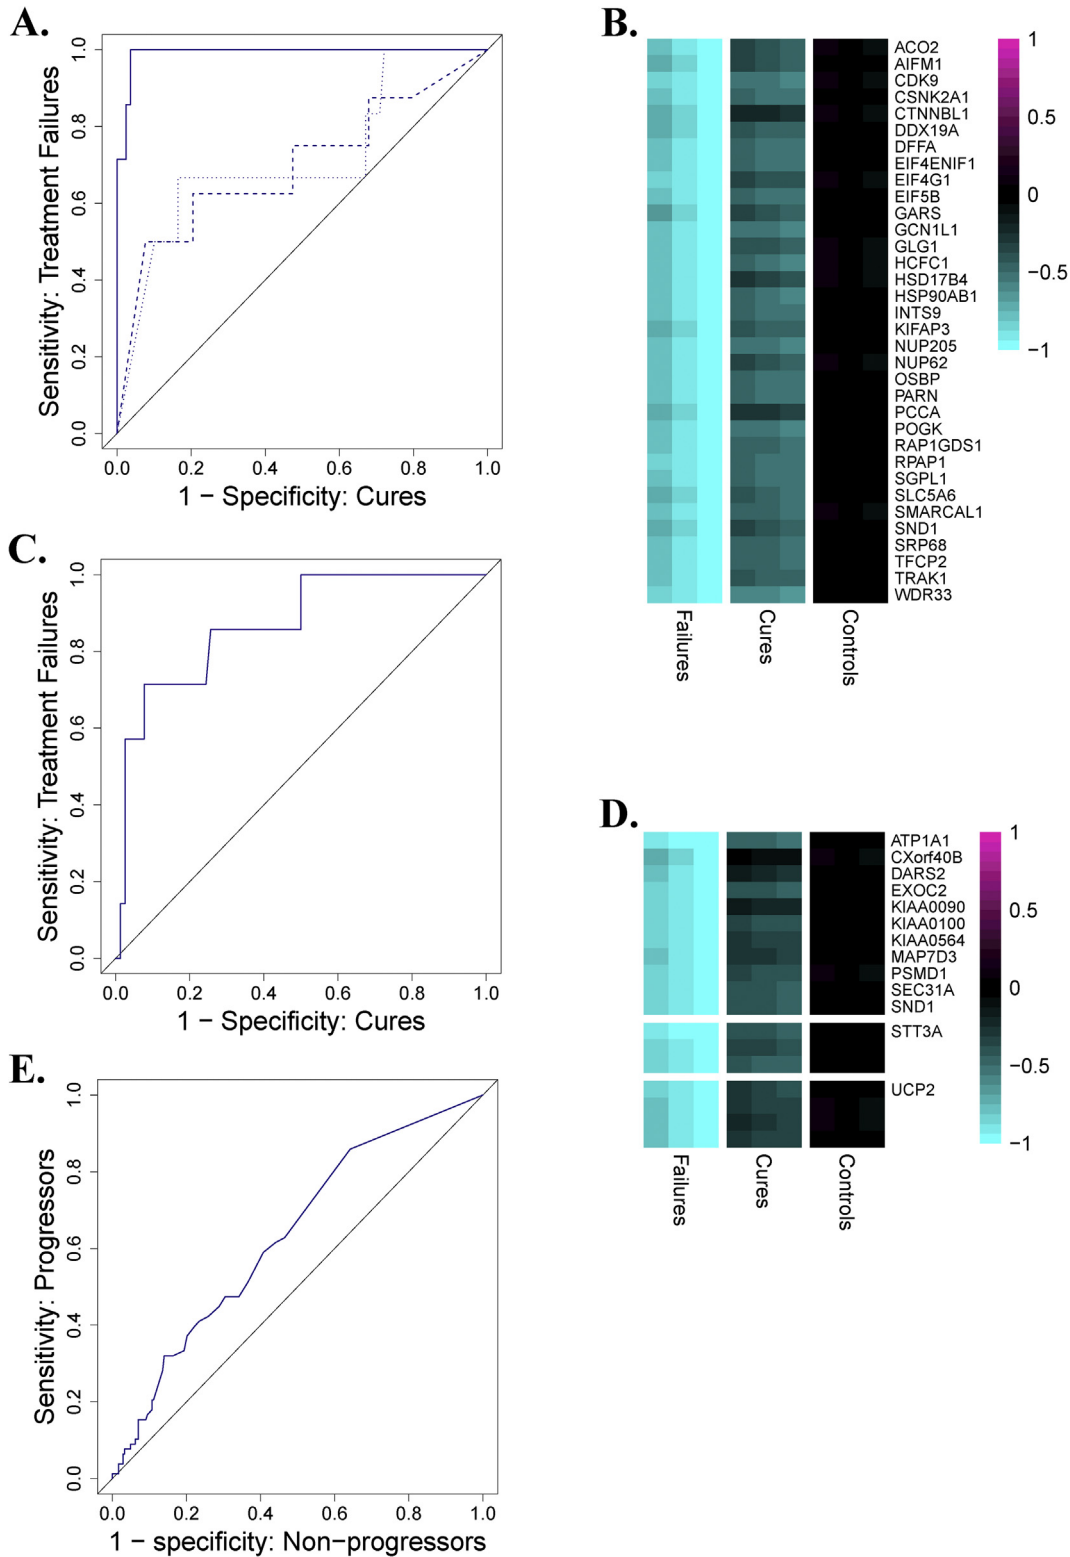 A.
Sensitivity: Treatment Failures
1.0
0.8
0.6
0.4
0.2
0.0
0.0 0.2 0.4 0.6 0.8 1.0
1 − Specificity: Cures
B.
ACO2
AIFM1
CDK9
CSNK2A1
CTNNBL1
DDX19A
DFFA
EIF4ENIF1
EIF4G1
EIF5B
GARS
GCN1L1
GLG1
HCFC1
HSD17B4
HSP90AB1
INTS9
KIFAP3
NUP205
NUP62
OSBP
PARN
PCCA
POGK
RAP1GDS1
RPAP1
SGPL1
SLC5A6
SMARCAL1
SND1
SRP68
TFCP2
TRAK1
WDR33
Failures
Cures
Controls
1
0.5
0
−0.5
−1
C.
Sensitivity: Treatment Failures
1.0
0.8
0.6
0.4
0.2
0.0
0.0 0.2 0.4 0.6 0.8 1.0
1 − Specificity: Cures
D.
ATP1A1
CXorf40B
DARS2
EXOC2
KIAA0090
KIAA0100
KIAA0564
MAP7D3
PSMD1
SEC31A
SND1
STT3A
UCP2
Failures
Cures
Controls
1
0.5
0
−0.5
−1
E.
Sensitivity: Progressors
1.0
0.8
0.6
0.4
0.2
0.0
0.0 0.2 0.4 0.6 0.8 1.0
1 − specificity: Non−progressors